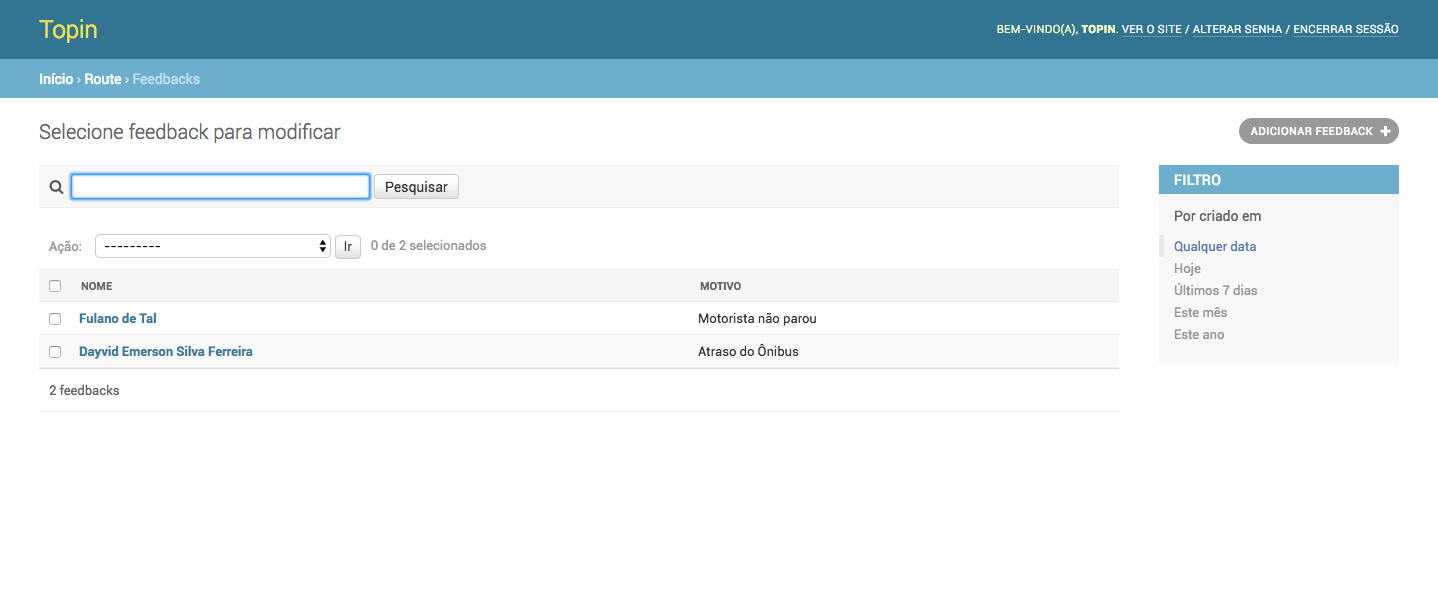 Topin
BEM-VINDO(A), TOPIN. VER O SITE / ALTERAR SENHA / ENCERRAR SESSÃO
Início › Route › Feedbacks
Selecione feedback para modificar
ADICIONAR FEEDBACK +
Pesquisar
Ação: --------- Ir 0 de 2 selecionados
NOME MOTIVO
Fulano de Tal Motorista não parou
Dayvid Emerson Silva Ferreira Atraso do Ônibus
2 feedbacks
FILTRO
Por criado em
Qualquer data
Hoje
Últimos 7 dias
Este mês
Este ano